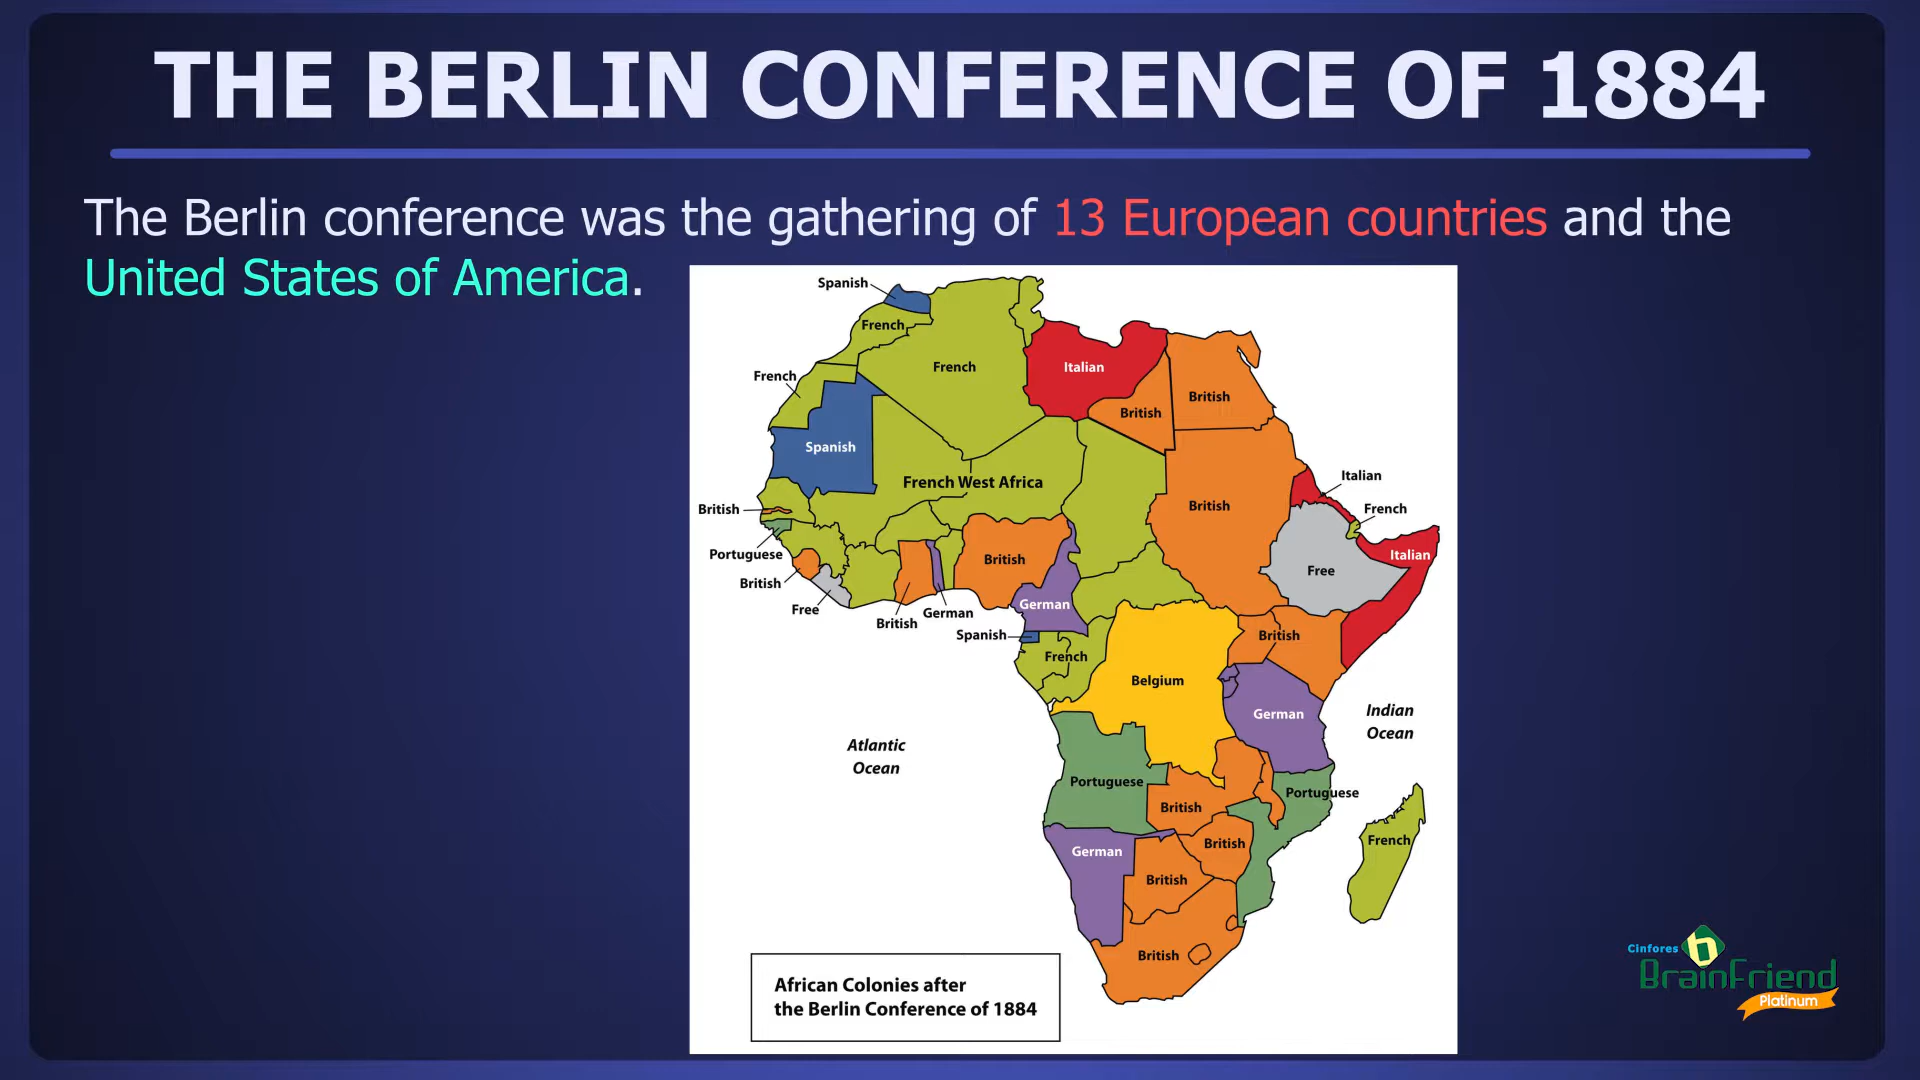 THE BERLIN CONFERENCE OF 1884
The Berlin conference was the gathering of 13 European countries and the
United States of America.
Spanish
French
French
French
Italian
British
British
Spanish
French West Africa
British
Italian
French
British
Portuguese
British
Free
British
German
British
German
Spanish
French
Free
Italian
British
Belgium
German
Indian
Ocean
Atlantic
Ocean
Portuguese
British
Portuguese
French
German
British
British
British
African Colonies after
the Berlin Conference of 1884
Cinfores
BrainFriend
Platinum